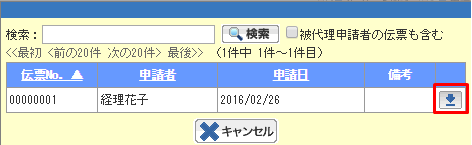 検索： 検索 被代理申請者の伝票も含む
<<最初 <前の20件 次の20件> 最後>> （1件中 1件～1件目）
伝票No. ▲ 申請者 申請日 備考
00000001 経理花子 2016/02/26
キャンセル